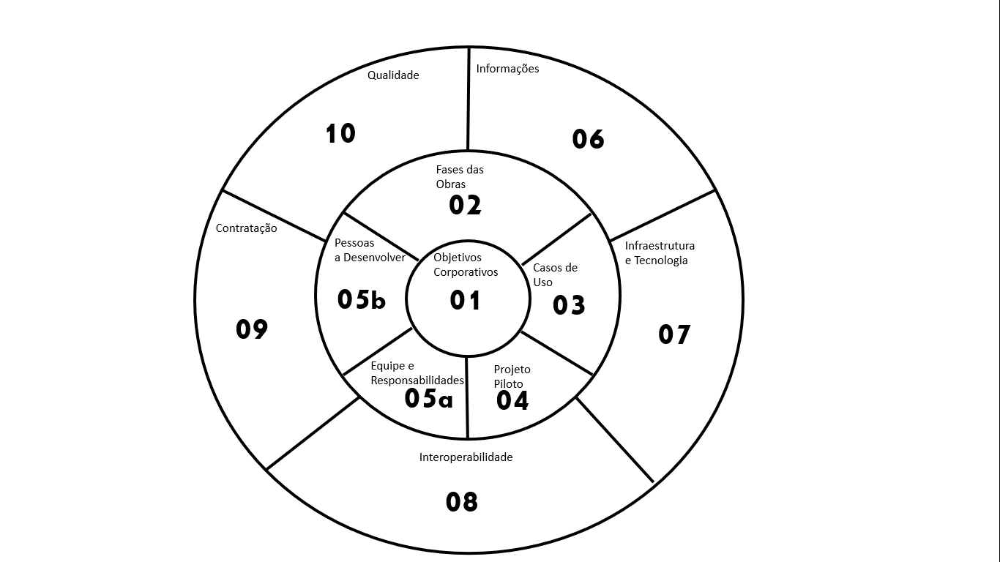 Qualidade
10
Informações
06
Fases das
Obras
02
Contratação
09
Pessoas
a Desenvolver
05b
Objetivos
Corporativos
01
Casos de
Uso
03
Infraestrutura
e Tecnologia
07
Equipe e
Responsabilidades
05a
Projeto
Piloto
04
Interoperabilidade
08